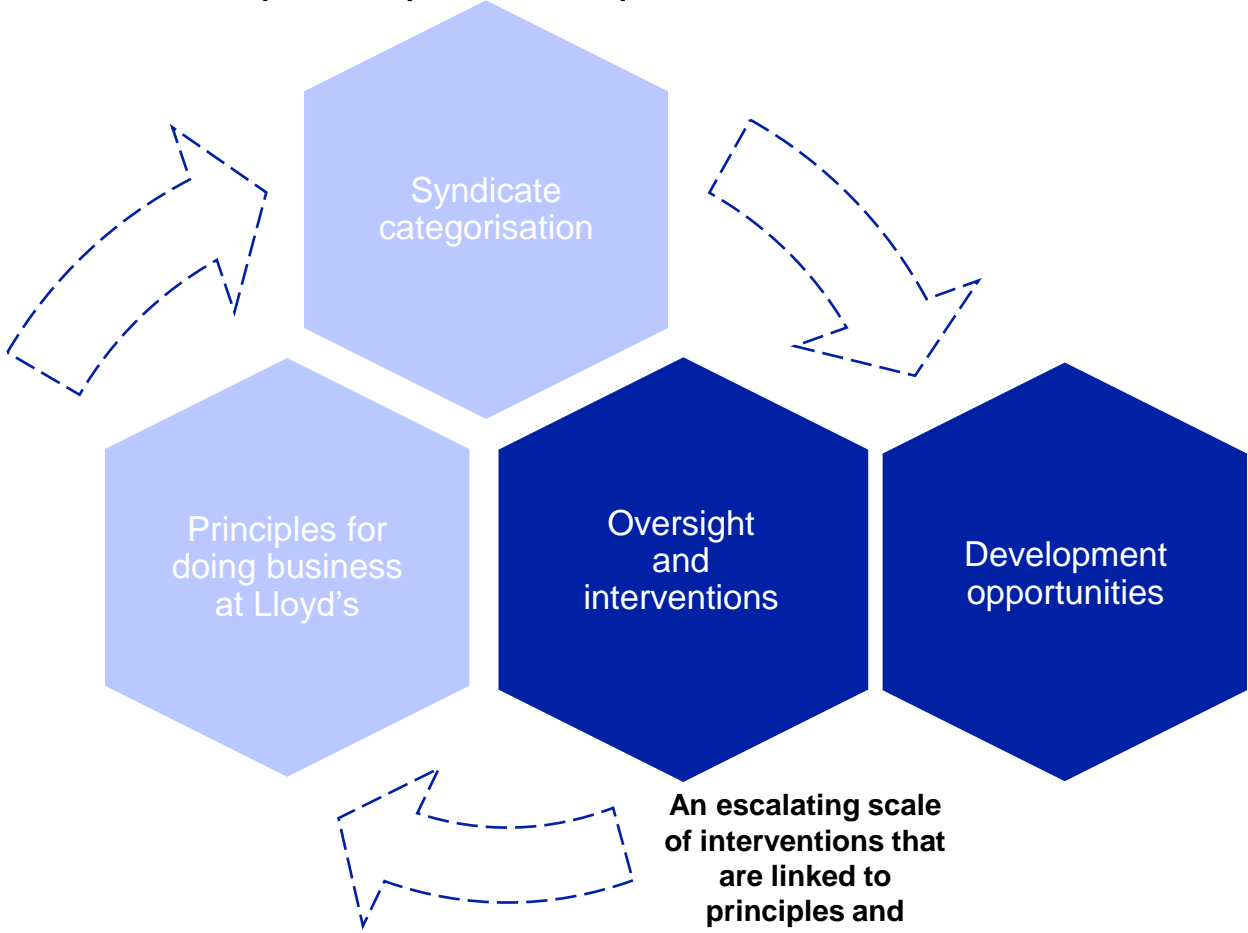 Syndicate
categorisation
Principles for
doing business
at Lloyd's
Oversight
and
interventions
Development
opportunities
An escalating scale
of interventions that
are linked to
principles and